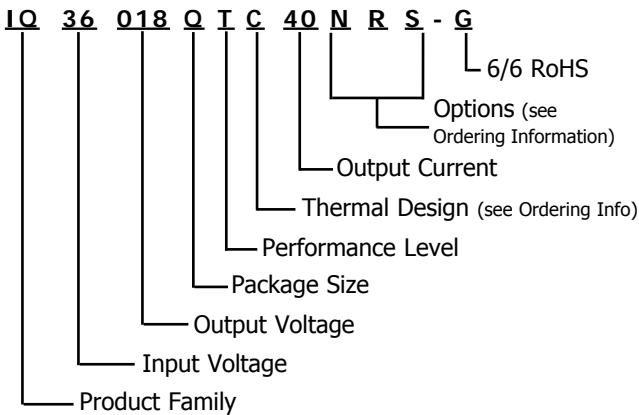 IQ 36 018 Q T C 40 N R S - G
6/6 RoHS
Options (see
Ordering Information)
Output Current
Thermal Design (see Ordering Info)
Performance Level
Package Size
Output Voltage
Input Voltage
Product Family